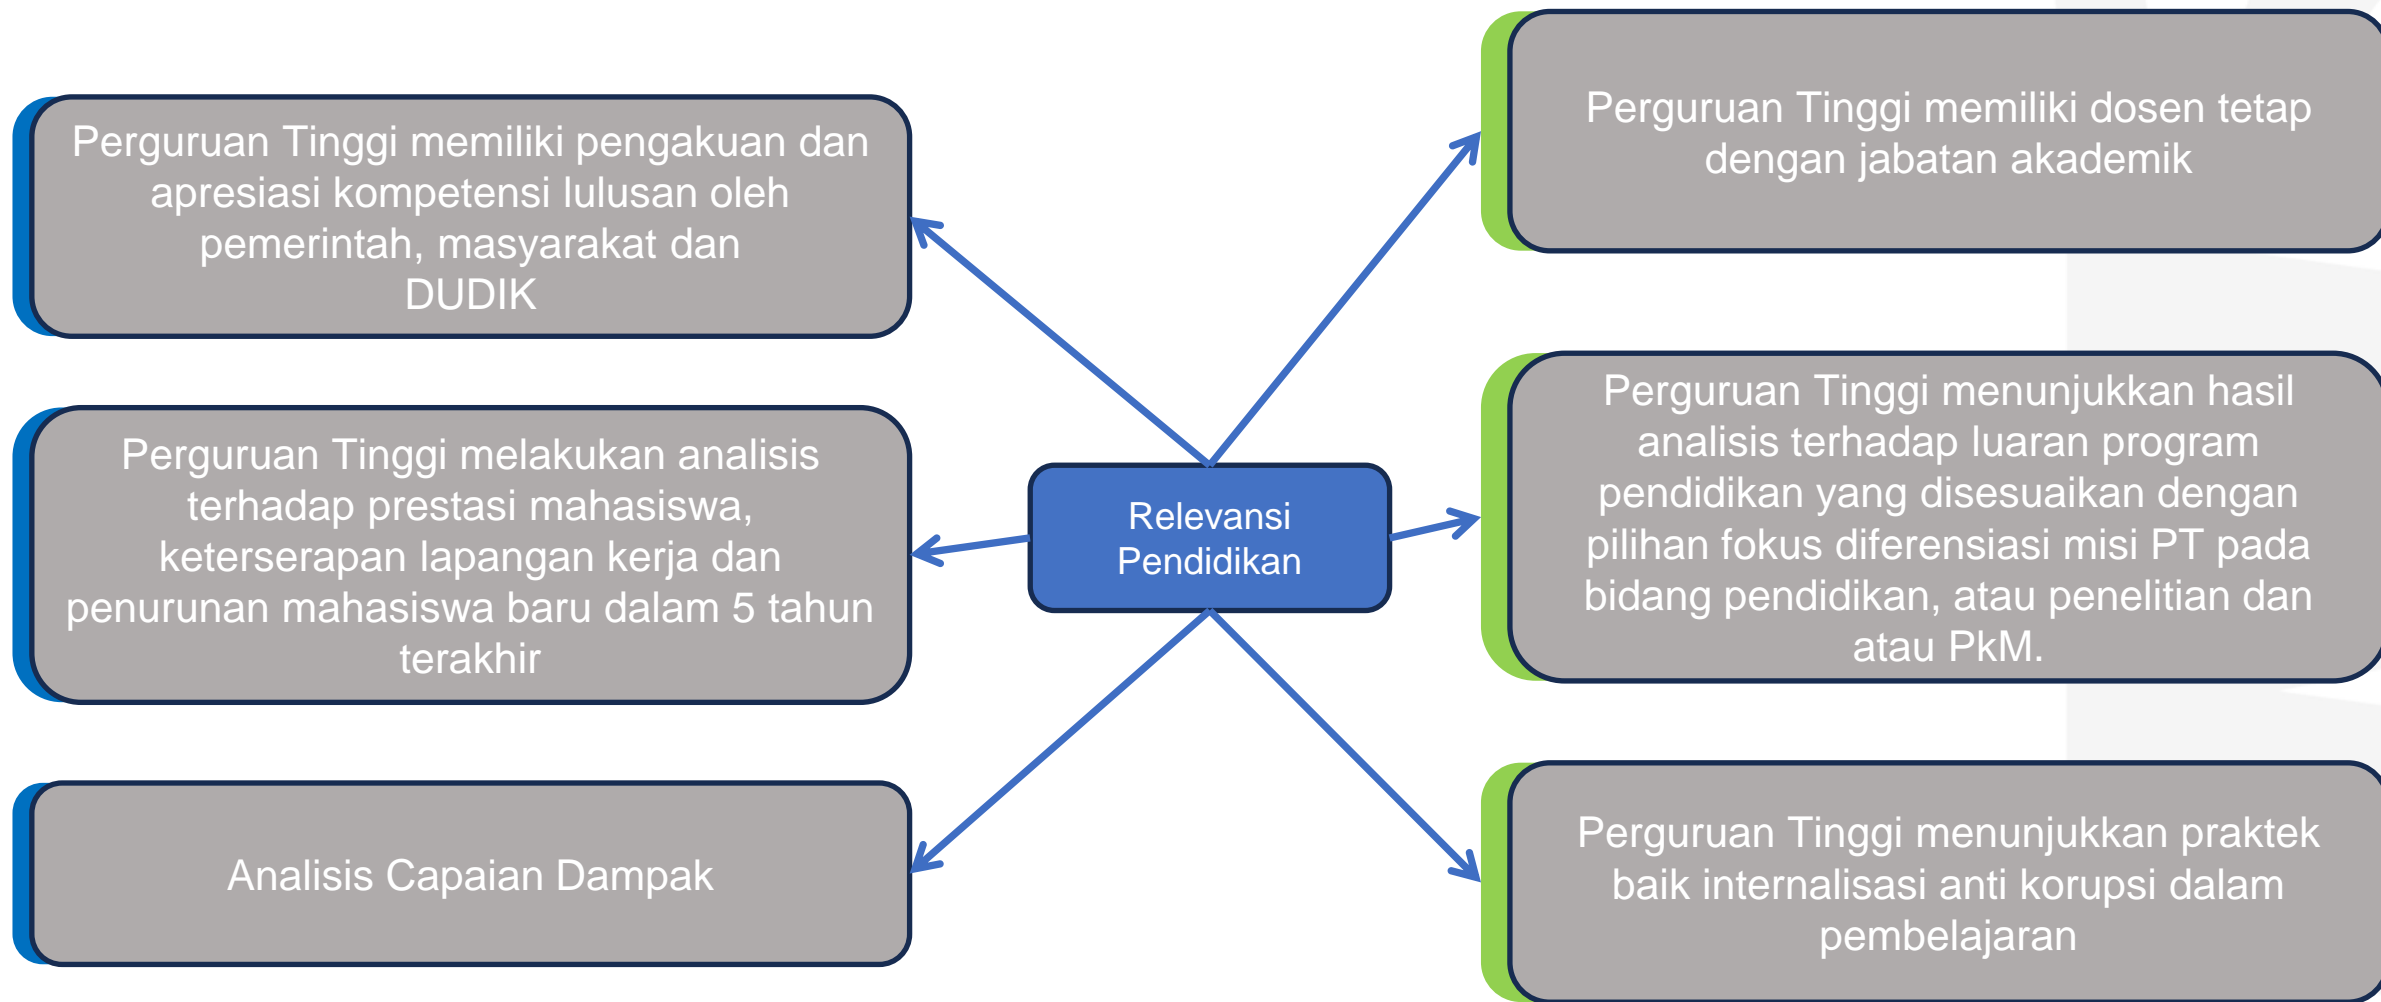 Perguruan Tinggi memiliki pengakuan dan
apresiasi kompetensi lulusan oleh
pemerintah, masyarakat dan
DUDIK
Perguruan Tinggi melakukan analisis
terhadap prestasi mahasiswa,
keterserapan lapangan kerja dan
penurunan mahasiswa baru dalam 5 tahun
terakhir
Analisis Capaian Dampak
Relevansi
Pendidikan
Perguruan Tinggi memiliki dosen tetap
dengan jabatan akademik
Perguruan Tinggi menunjukkan hasil
analisis terhadap luaran program
pendidikan yang disesuaikan dengan
pilihan fokus diferensiasi misi PT pada
bidang pendidikan, atau penelitian dan
atau PkM.
Perguruan Tinggi menunjukkan praktek
baik internalisasi anti korupsi dalam
pembelajaran